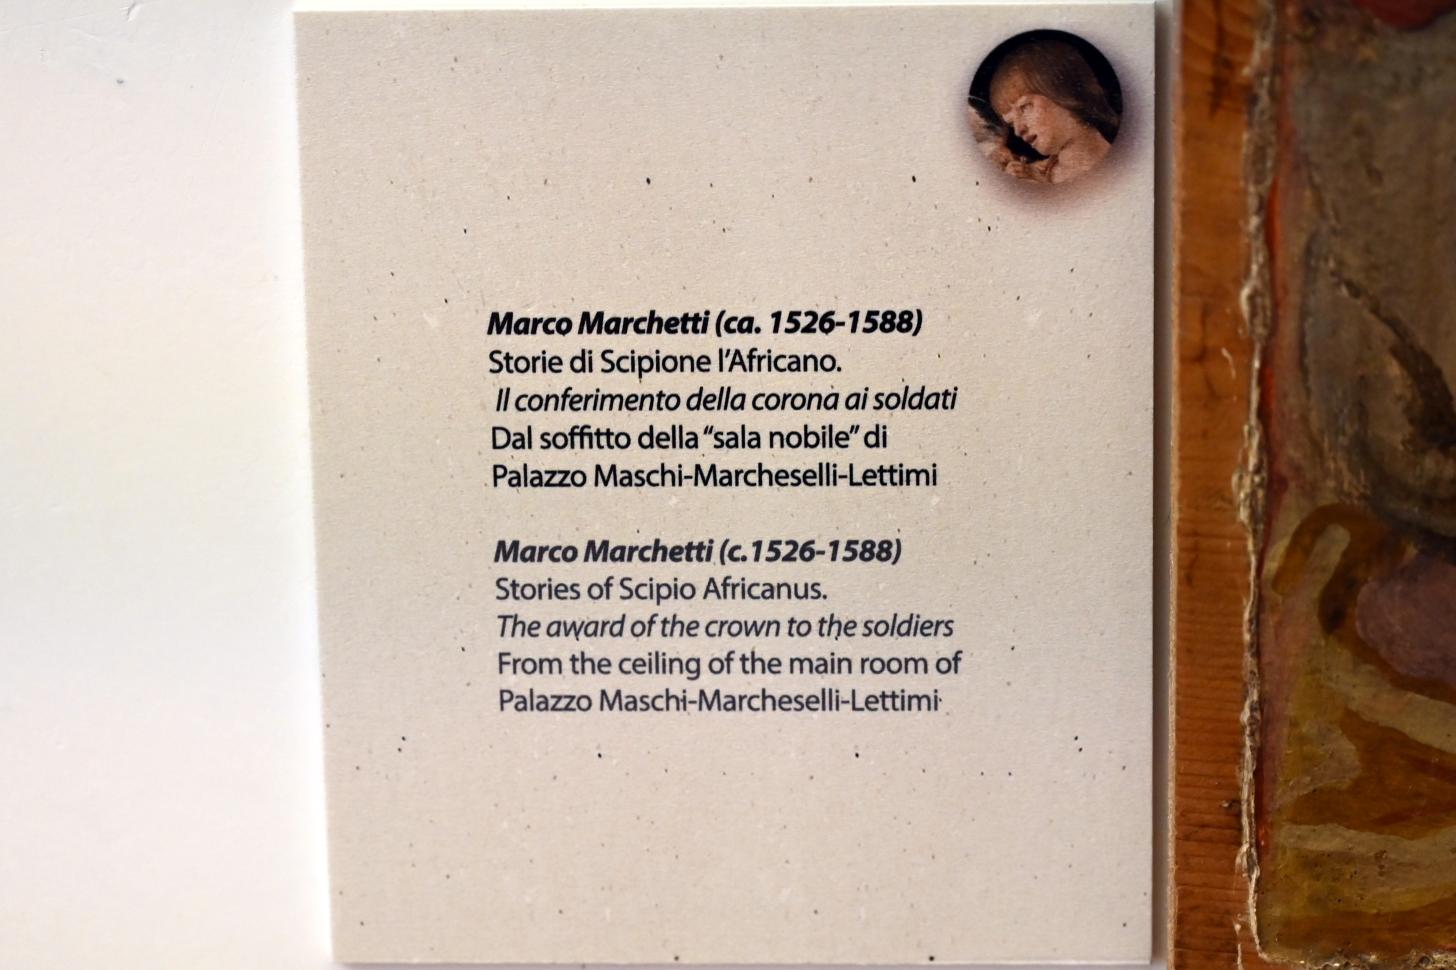 Marco Marchetti (ca. 1526-1588)
Storie di Scipione l'Africano.
Il conferimento della corona ai soldati
Dal soffitto della “sala nobile” di
Palazzo Maschi-Marcheselli-Lettimi
Marco Marchetti (c.1526-1588)
Stories of Scipio Africanus.
The award of the crown to the soldiers
From the ceiling of the main room of
Palazzo Maschi-Marcheselli-Lettimi